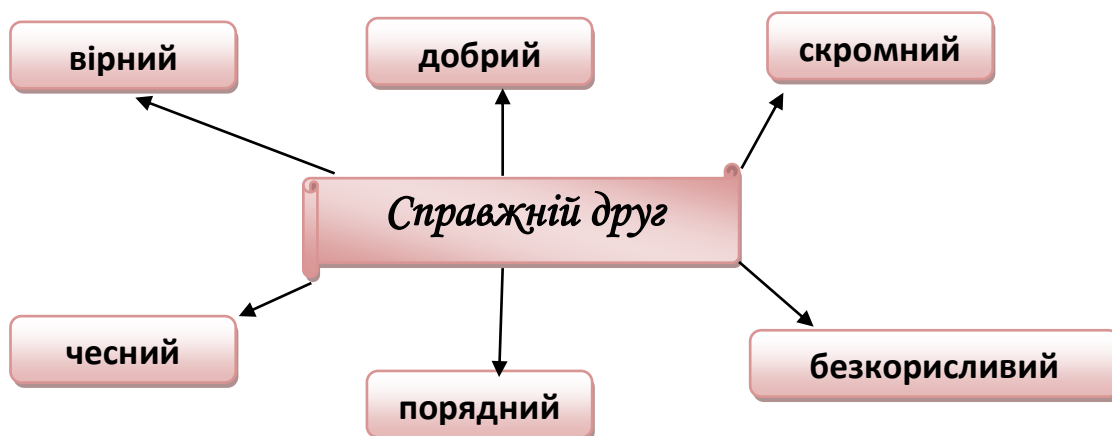 вірний
добрий
скромний
Справжній друг
чесний
порядний
безкорисливий